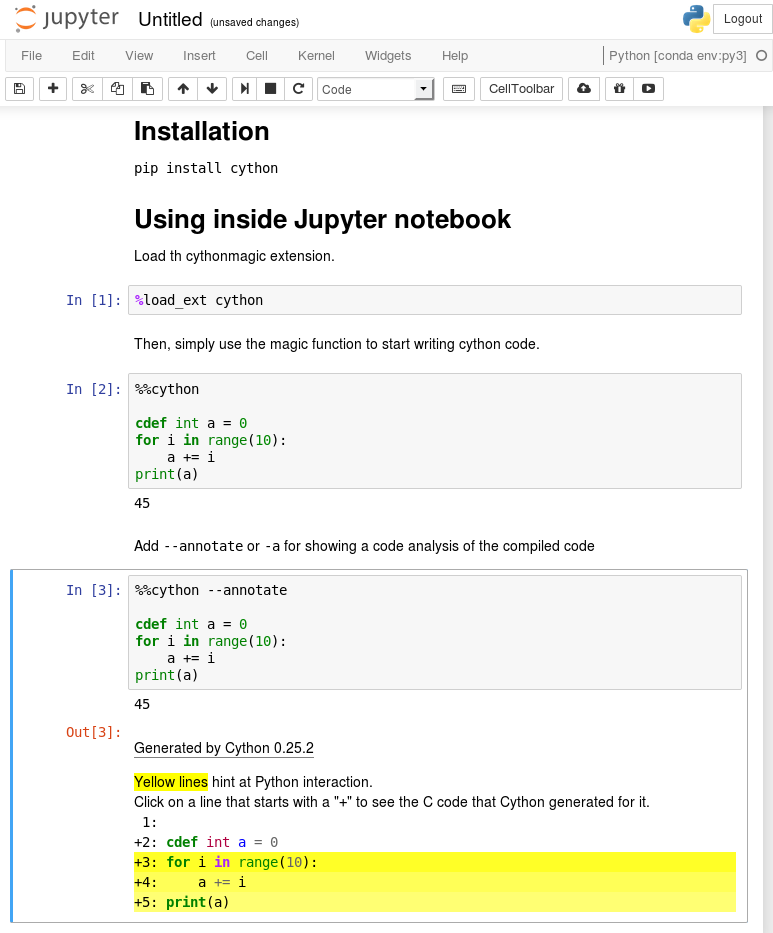 jupyter Untitled (unsaved changes) Logout
File Edit View Insert Cell Kernel Widgets Help Python [conda env:py3]
Code CellToolbar
Installation
pip install cython
Using inside Jupyter notebook
Load th cythonmagic extension.
In [1]: %load_ext cython
Then, simply use the magic function to start writing cython code.
In [2]: %%cython
cdef int a = 0
for i in range(10):
    a += i
print(a)
45
Add --annotate or -a for showing a code analysis of the compiled code
In [3]: %%cython --annotate
cdef int a = 0
for i in range(10):
    a += i
print(a)
45
Out[3]:
Generated by Cython 0.25.2
Yellow lines hint at Python interaction.
Click on a line that starts with a "+" to see the C code that Cython generated for it.
 1:
+2: cdef int a = 0
+3: for i in range(10):
+4:     a += i
+5: print(a)